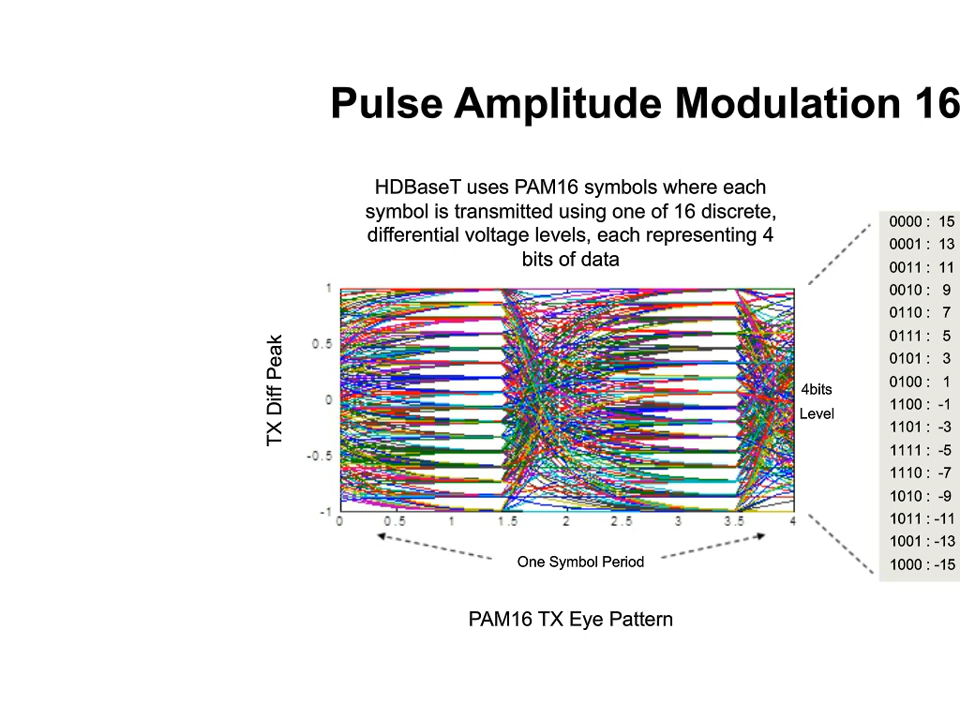 Pulse Amplitude Modulation 16
HDBaseT uses PAM16 symbols where each
symbol is transmitted using one of 16 discrete,
differential voltage levels, each representing 4
bits of data
TX Diff Peak
1
0.5
0
-0.5
-1
0
0.5
1
1.5
2
2.5
3
3.5
4
4bits
Level
0000 : 15
0001 : 13
0011 : 11
0010 : 9
0110 : 7
0111 : 5
0101 : 3
0100 : 1
1100 : -1
1101 : -3
1111 : -5
1110 : -7
1010 : -9
1011 : -11
1001 : -13
1000 : -15
One Symbol Period
PAM16 TX Eye Pattern